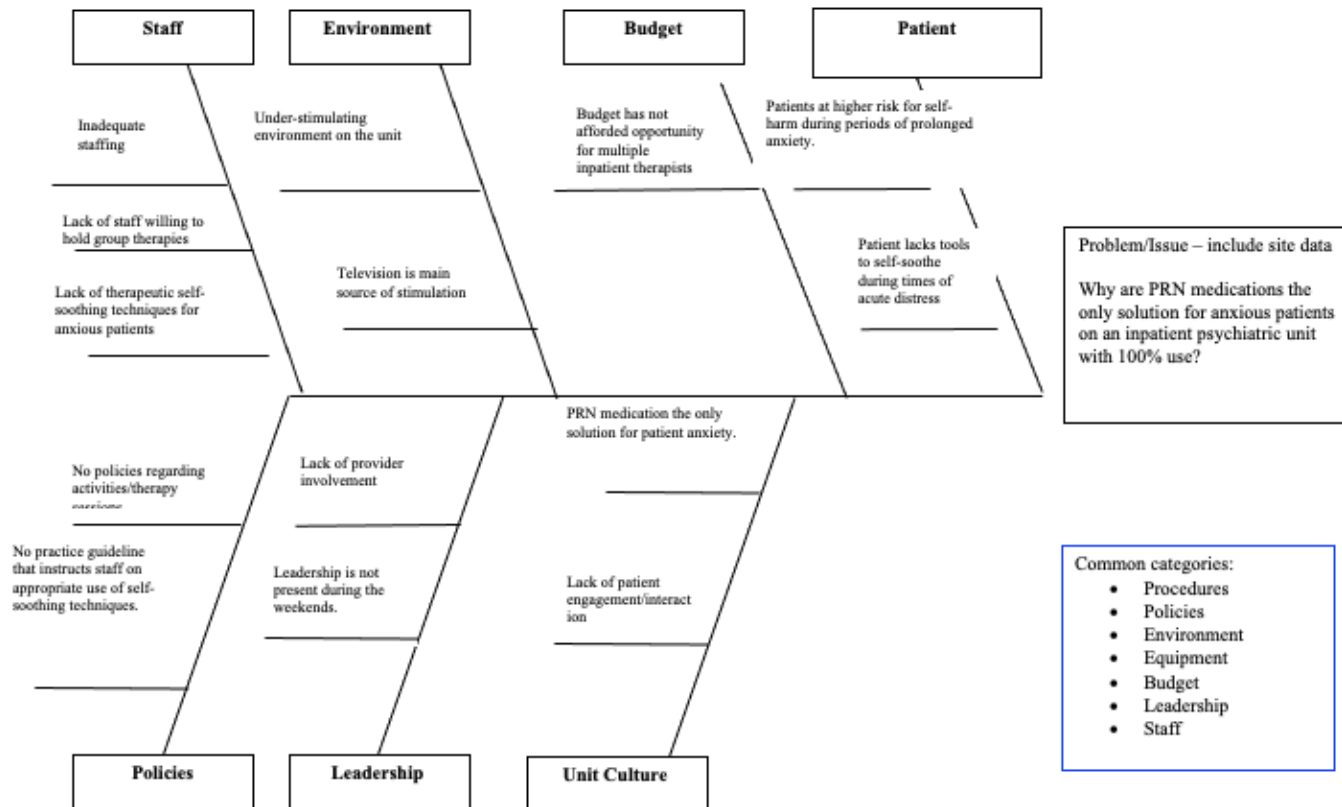 Staff
Environment
Budget
Patient
Inadequate
staffing
Lack of staff willing to
hold group therapies
Lack of therapeutic self-
soothing techniques for
anxious patients
Under-stimulating
environment on the unit
Television is main
source of stimulation
Budget has not
afforded opportunity
for multiple
inpatient therapists
Patients at higher risk for self-
harm during periods of prolonged
anxiety.
Patient lacks tools
to self-soothe
during times of
acute distress
Problem/Issue – include site data
Why are PRN medications the
only solution for anxious patients
on an inpatient psychiatric unit
with 100% use?
No policies regarding
activities/therapy
sessions
No practice guideline
that instructs staff on
appropriate use of self-
soothing techniques.
Lack of provider
involvement
Leadership is not
present during the
weekends.
PRN medication the only
solution for patient anxiety.
Lack of patient
engagement/interact
ion
Common categories:
• Procedures
• Policies
• Environment
• Equipment
• Budget
• Leadership
• Staff
Policies
Leadership
Unit Culture